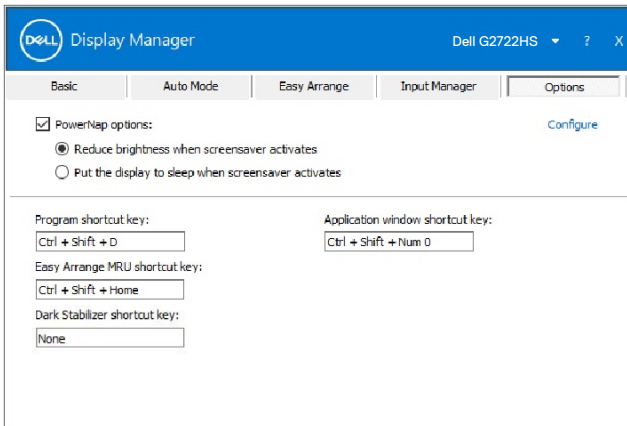 DELL Display Manager
Dell G2722HS ? X
Basic Auto Mode Easy Arrange Input Manager Options
PowerNap options: Configure
Reduce brightness when screensaver activates
Put the display to sleep when screensaver activates
Program shortcut key: Application window shortcut key:
Ctrl + Shift + D Ctrl + Shift + Num 0
Easy Arrange MRU shortcut key:
Ctrl + Shift + Home
Dark Stabilizer shortcut key:
None